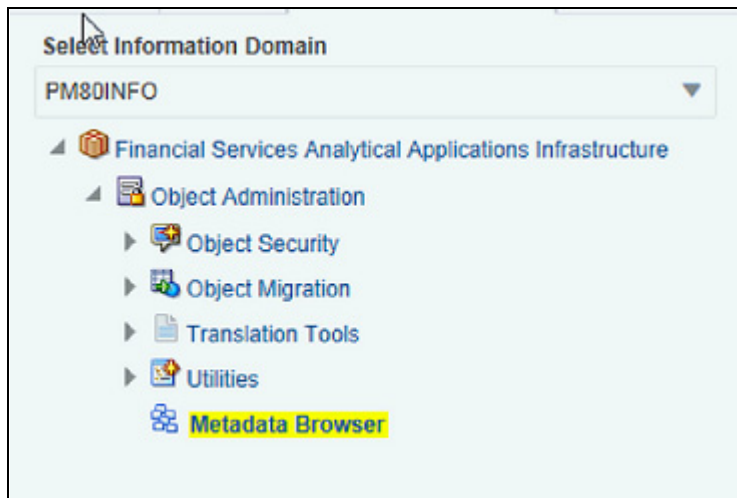 Select Information Domain
PM80INFO
Financial Services Analytical Applications Infrastructure
Object Administration
Object Security
Object Migration
Translation Tools
Utilities
Metadata Browser